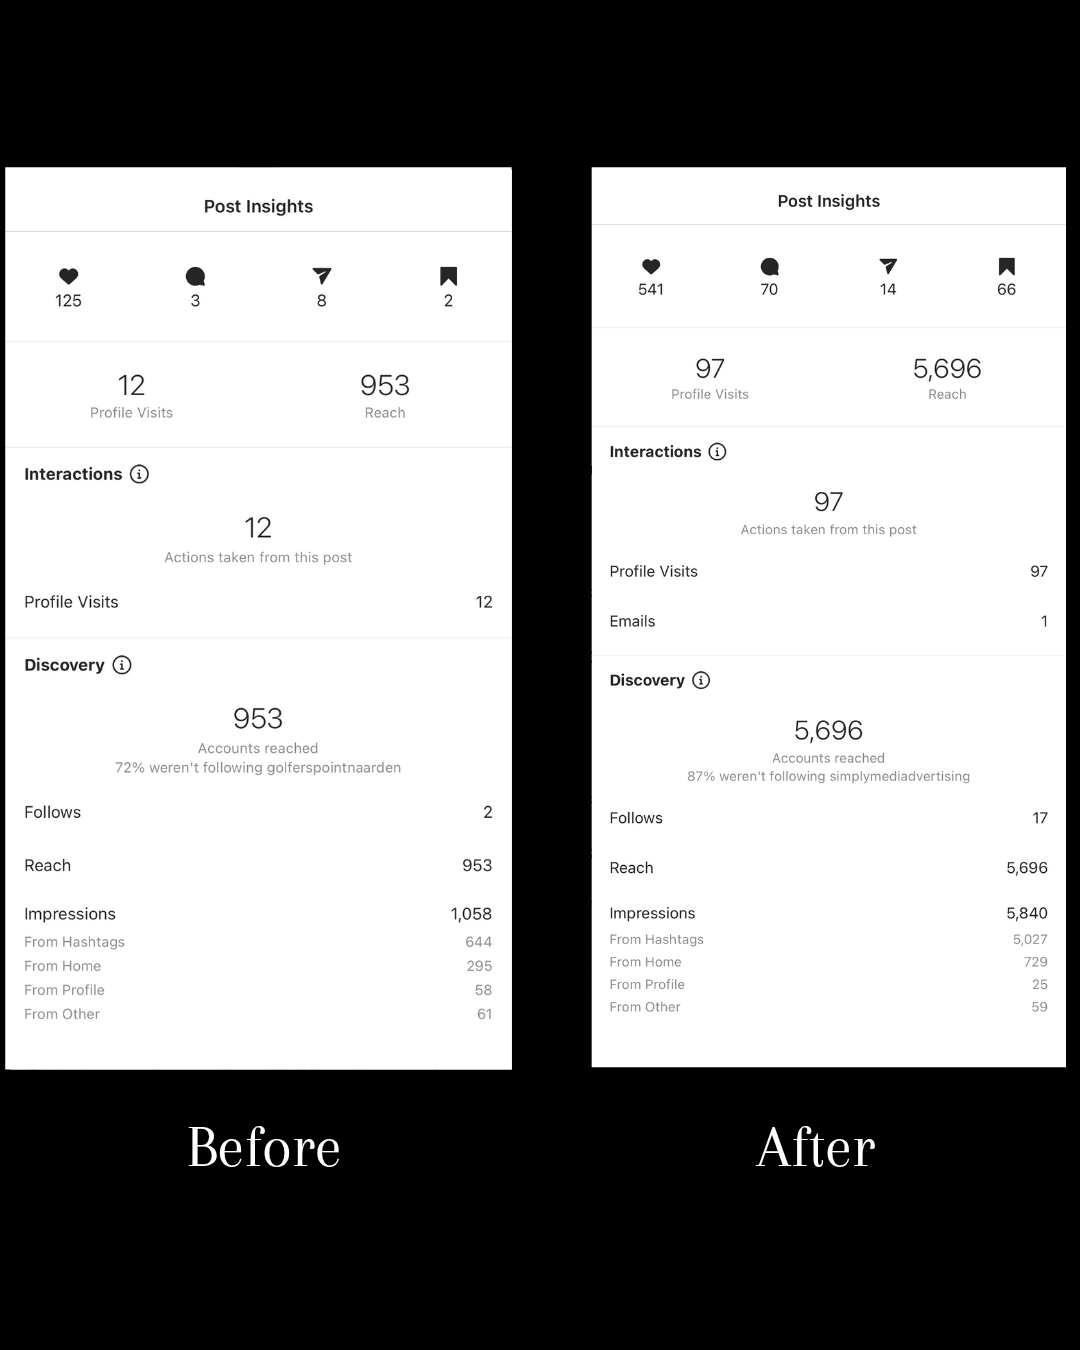 Post Insights
125 3 8 2
12 953
Profile Visits Reach
Interactions
12
Actions taken from this post
Profile Visits 12
Discovery
953
Accounts reached
72% weren't following golferspointnaarden
Follows 2
Reach 953
Impressions 1,058
From Hashtags 644
From Home 295
From Profile 58
From Other 61
Before
Post Insights
541 70 14 66
97 5,696
Profile Visits Reach
Interactions
97
Actions taken from this post
Profile Visits 97
Emails 1
Discovery
5,696
Accounts reached
87% weren't following simplymediadvertising
Follows 17
Reach 5,696
Impressions 5,840
From Hashtags 5,027
From Home 729
From Profile 25
From Other 59
After